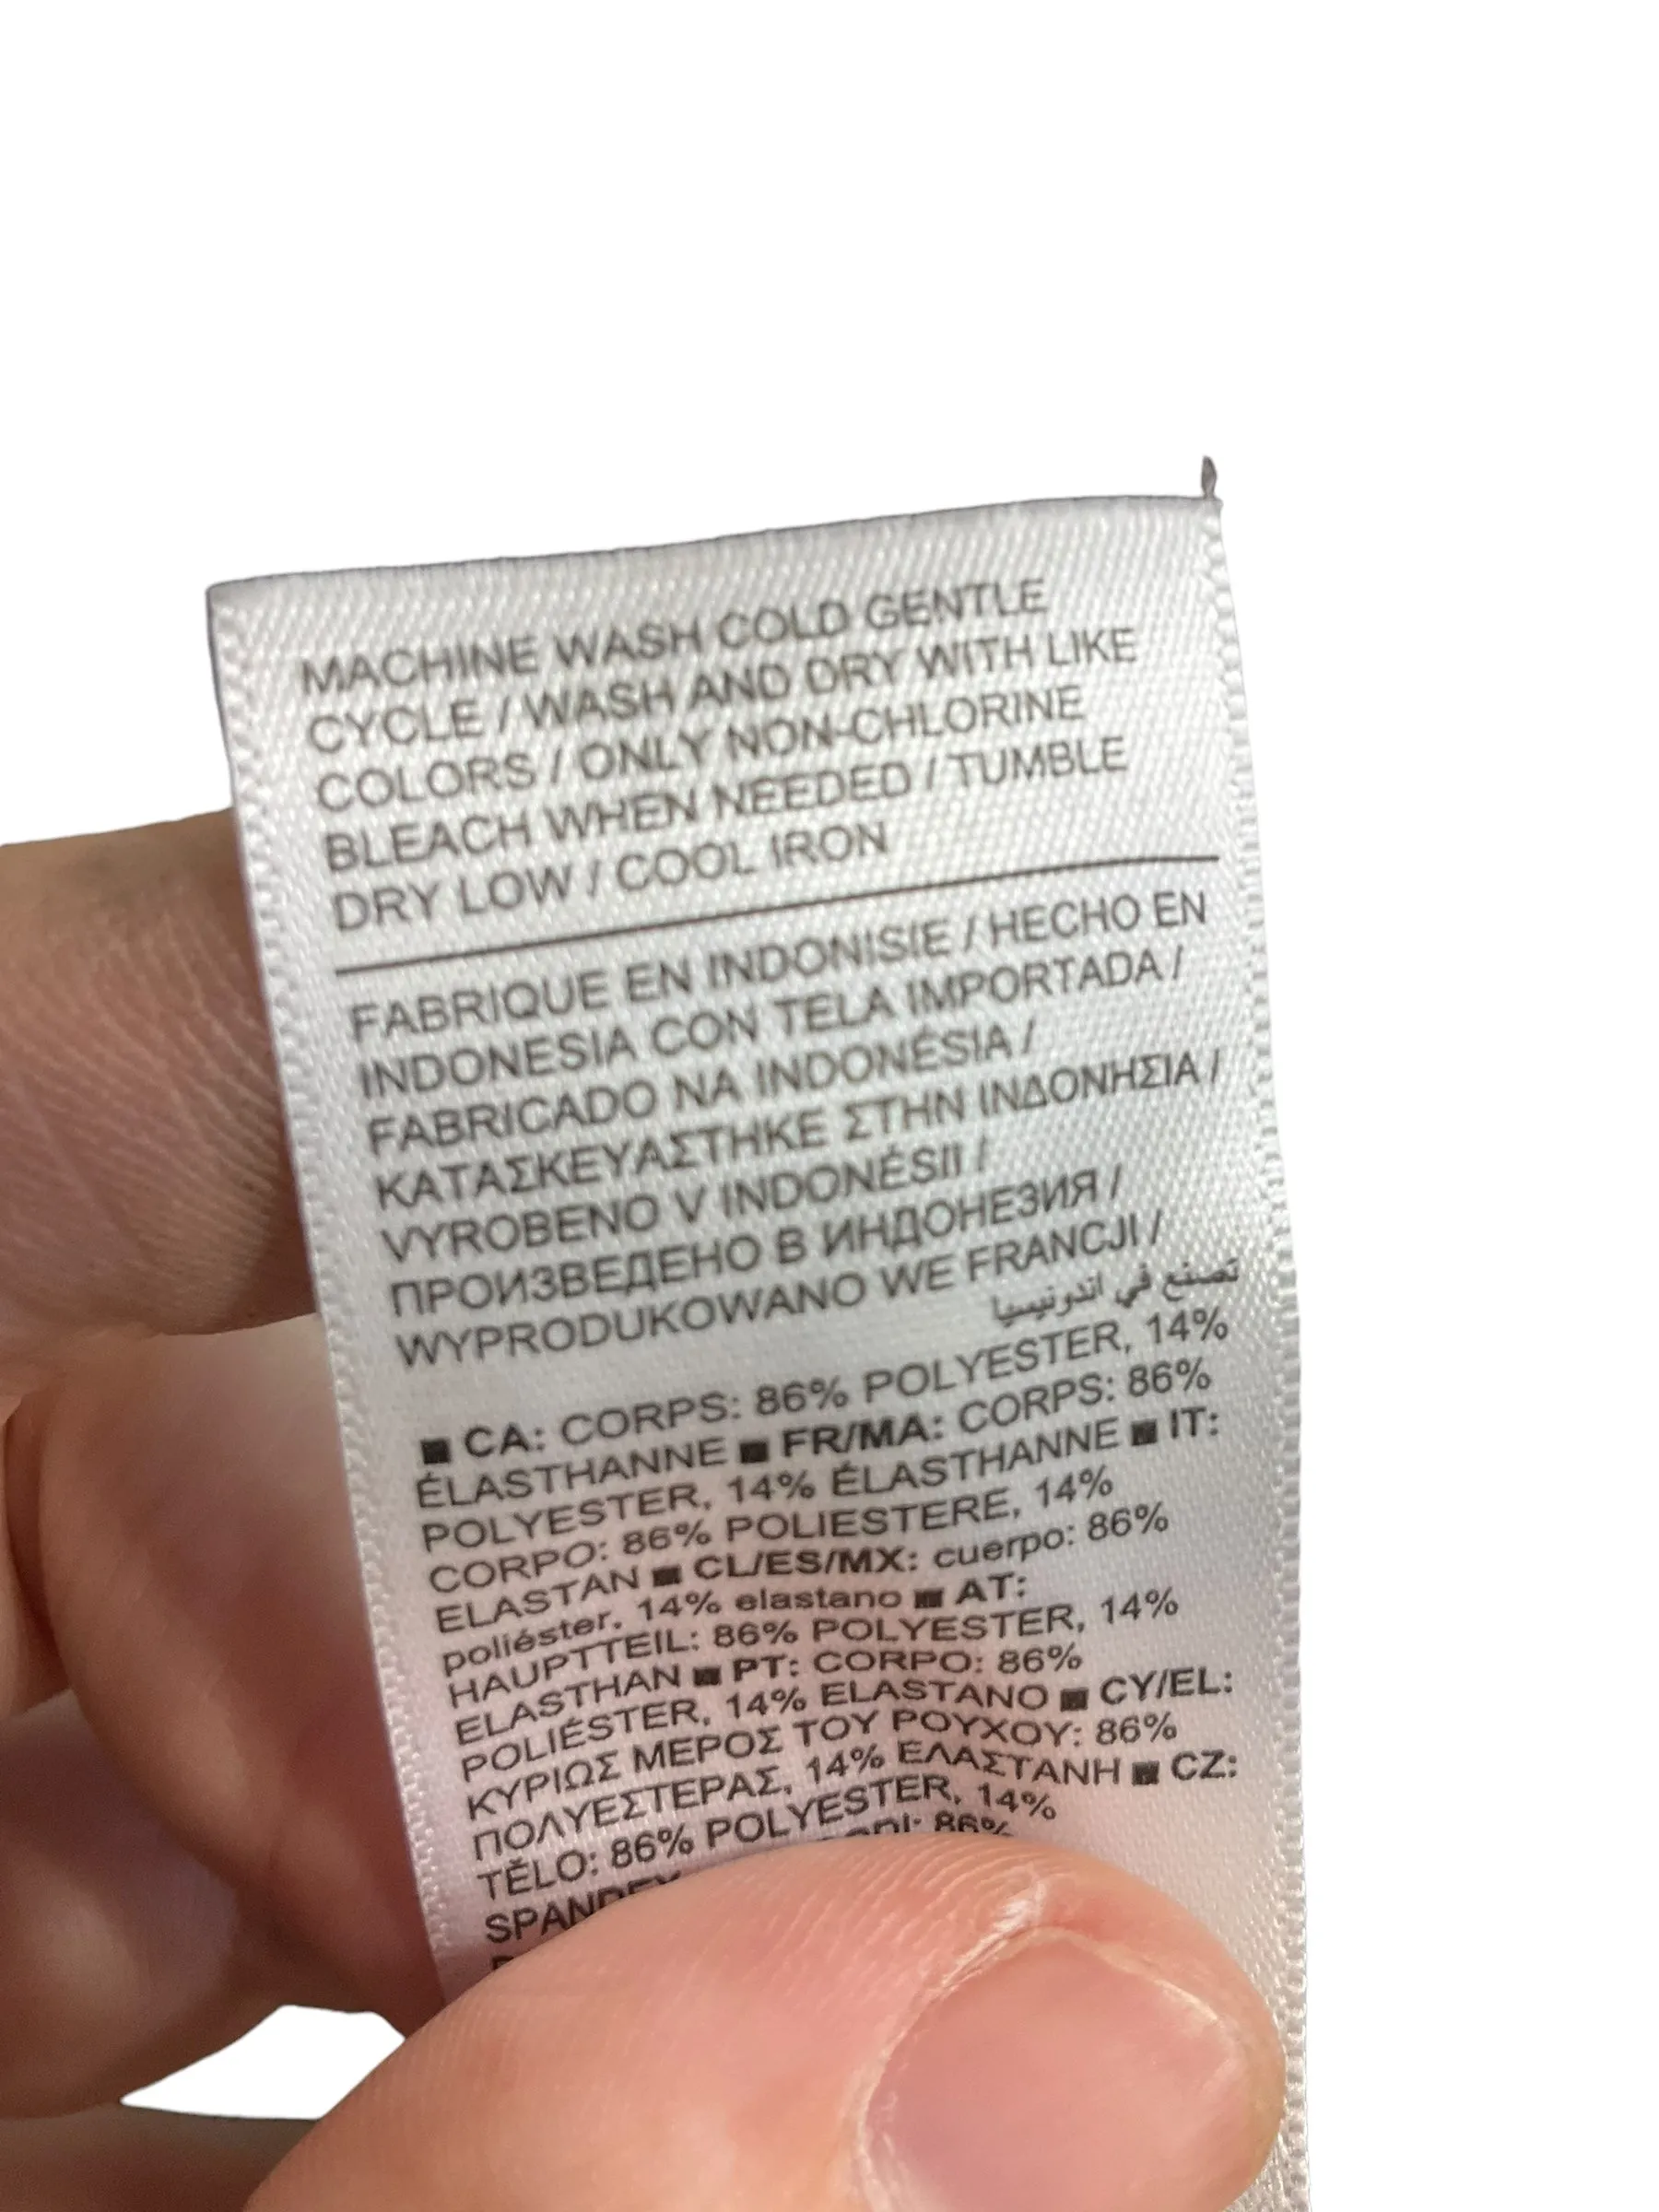 MACHINE WASH COLD GENTLE
CYCLE / WASH AND DRY WITH LIKE
COLORS / ONLY NON-CHLORINE
BLEACH WHEN NEEDED / TUMBLE
DRY LOW / COOL IRON
FABRIQUE EN INDONISIE / HECHO EN
INDONESIA CON TELA IMPORTADA /
FABRICADO NA INDONÉSIA /
ΚΑΤΑΣΚΕΥΑΣΤΗΚΕ ΣΤΗΝ ΙΝΔΟΝΗΣΙΑ /
VYROBENO V INDONÉSII /
ПРОИЗВЕДЕНО В ИНДОНЕЗИЯ /
WYPRODUKOWANO WE FRANCJI /
تصنع في اندونيسيا
■ CA: CORPS: 86% POLYESTER, 14%
ÉLASTHANNE ■ FR/MA: CORPS: 86%
POLYESTER, 14% ÉLASTHANNE ■ IT:
CORPO: 86% POLIESTERE, 14%
ELASTAN ■ CL/ES/MX: cuerpo: 86%
poliéster, 14% elastano ■ AT:
HAUPTTEIL: 86% POLYESTER, 14%
ELASTHAN ■ PT: CORPO: 86%
POLIÉSTER, 14% ELASTANO ■ CY/EL:
ΚΥΡΙΩΣ ΜΕΡΟΣ ΤΟΥ ΡΟΥΧΟΥ: 86%
ΠΟΛΥΕΣΤΕΡΑΣ, 14% ΕΛΑΣΤΑΝΗ ■ CZ:
TĚLO: 86% POLYESTER, 14%
86%